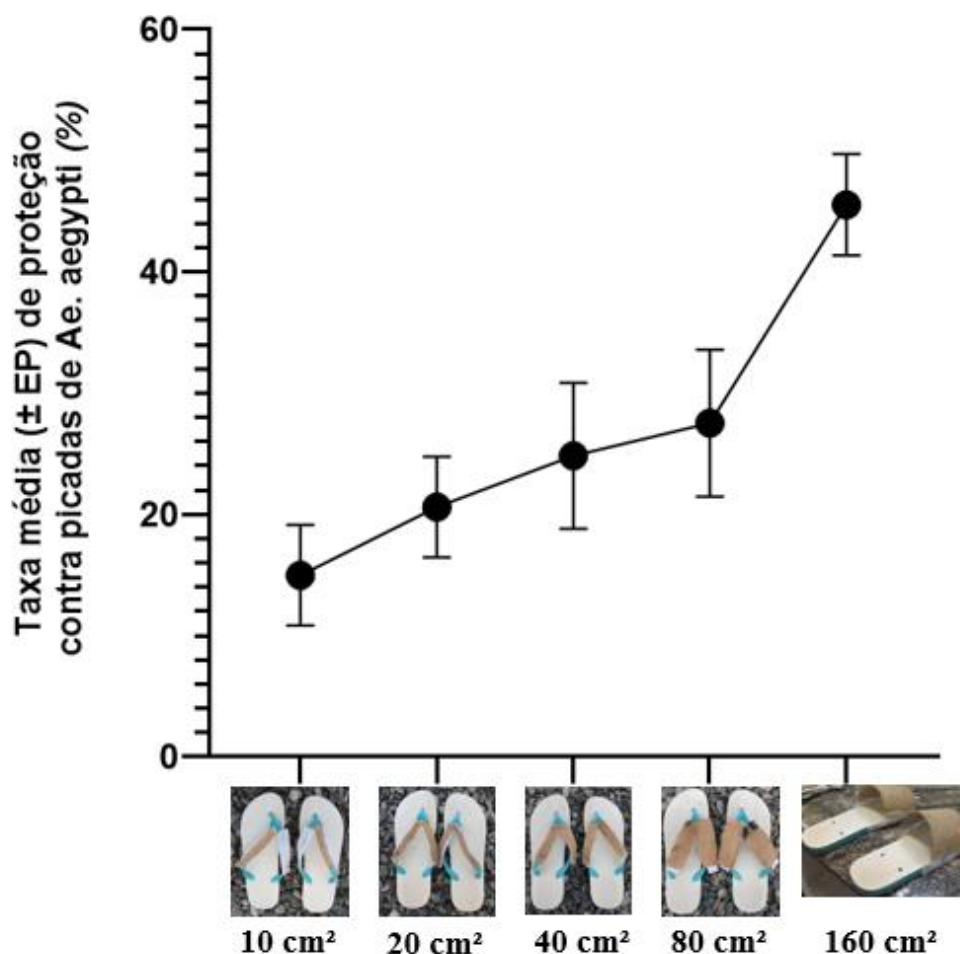 Taxa média (± EP) de proteção
contra picadas de Ae. aegypti (%)
60
40
20
0
10 cm²
20 cm²
40 cm²
80 cm²
160 cm²